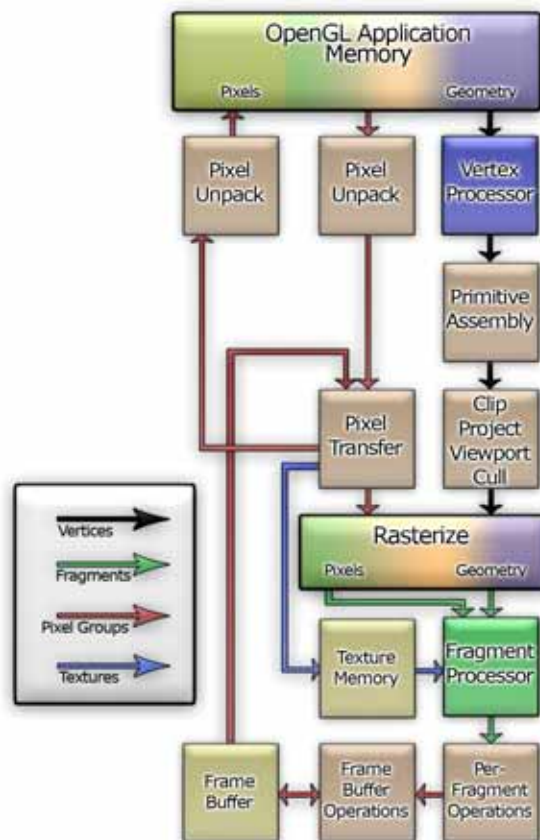 OpenGL Application
Memory
Pixels
Geometry
Pixel
Unpack
Pixel
Unpack
Vertex
Processor
Primitive
Assembly
Pixel
Transfer
Clip
Project
Viewport
Cull
Vertices
Fragments
Pixel Groups
Textures
Rasterize
Pixels
Geometry
Texture
Memory
Fragment
Processor
Frame
Buffer
Frame
Buffer
Operations
Per-
Fragment
Operations